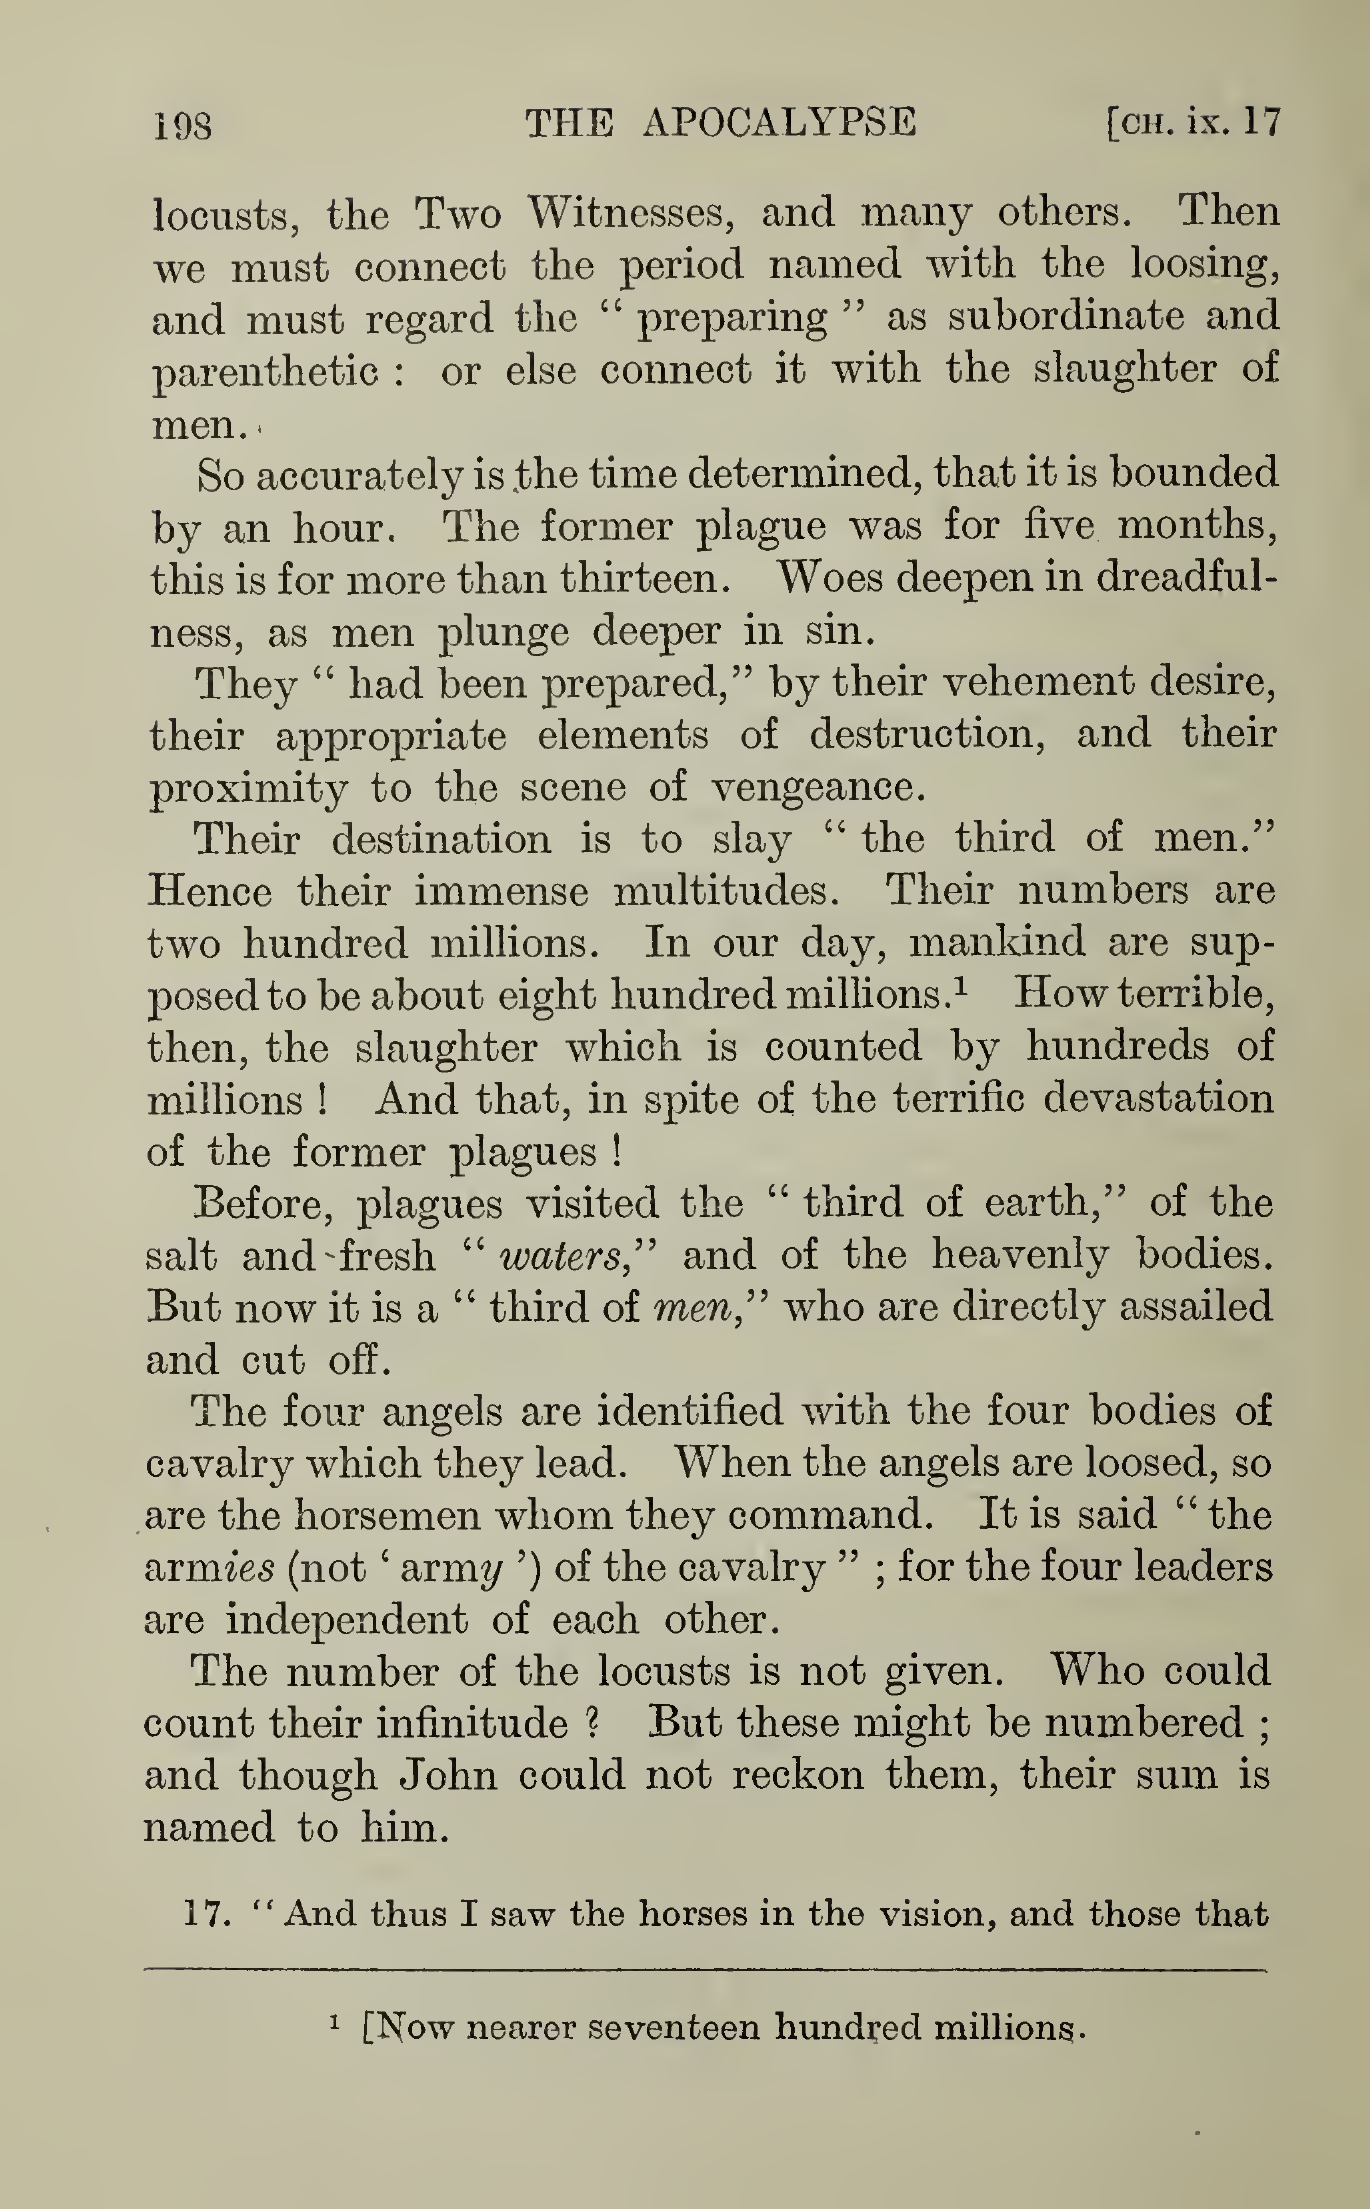 198 THE APOCALYPSE [CH. ix. 17
locusts, the Two Witnesses, and many others. Then
we must connect the period named with the loosing,
and must regard the “ preparing ” as subordinate and
parenthetic : or else connect it with the slaughter of
men.
So accurately is the time determined, that it is bounded
by an hour. The former plague was for five months,
this is for more than thirteen. Woes deepen in dreadful-
ness, as men plunge deeper in sin.
They “ had been prepared,” by their vehement desire,
their appropriate elements of destruction, and their
proximity to the scene of vengeance.
Their destination is to slay “ the third of men.”
Hence their immense multitudes. Their numbers are
two hundred millions. In our day, mankind are sup-
posed to be about eight hundred millions.¹ How terrible,
then, the slaughter which is counted by hundreds of
millions ! And that, in spite of the terrific devastation
of the former plagues !
Before, plagues visited the “ third of earth,” of the
salt and fresh “ waters,” and of the heavenly bodies.
But now it is a “ third of men,” who are directly assailed
and cut off.
The four angels are identified with the four bodies of
cavalry which they lead. When the angels are loosed, so
are the horsemen whom they command. It is said “ the
armies (not ‘ army ’) of the cavalry ” ; for the four leaders
are independent of each other.
The number of the locusts is not given. Who could
count their infinitude ? But these might be numbered ;
and though John could not reckon them, their sum is
named to him.
17. “ And thus I saw the horses in the vision, and those that
¹ [Now nearer seventeen hundred millions.